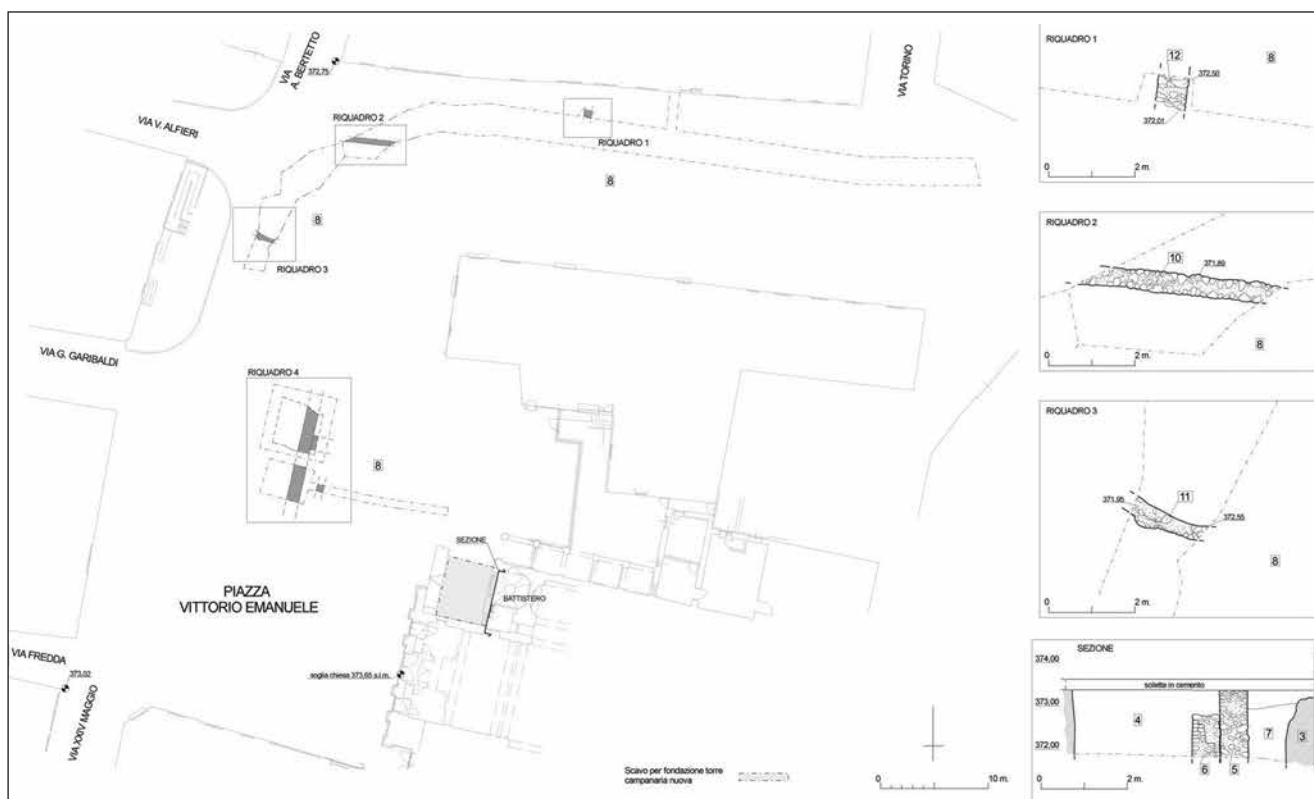 VIA
A. BERTETTO
372,75
VIA TORINO
VIA V. ALFIERI
RIQUADRO 2
RIQUADRO 1
8
8
RIQUADRO 3
VIA G. GARIBALDI
RIQUADRO 4
8
SEZIONE
BATTISTERO
PIAZZA
VITTORIO EMANUELE
VIA FREDDA
373,02
VIA XXIV MAGGIO
soglia chiesa 373,65 s.l.m.
Scavo per fondazione torre
campanaria nuova
0 10 m.
RIQUADRO 1
12
8
372,50
372,01
0 2 m.
RIQUADRO 2
10
371,89
8
0 2 m.
RIQUADRO 3
371,95
11
372,55
8
0 2 m.
SEZIONE
374,00
soletta in cemento
373,00
4
7
3
372,00
6
5
0 2 m.